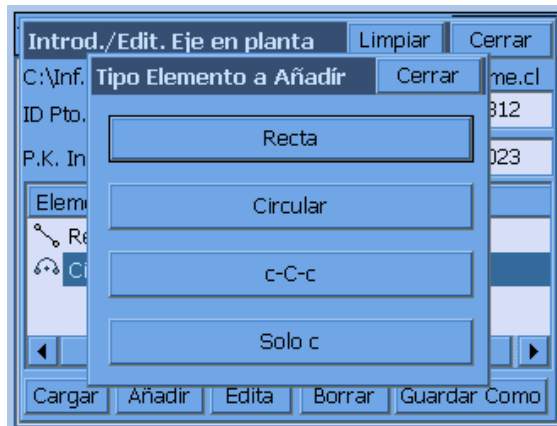 Introd./Edit. Eje en planta Limpiar Cerrar
C:\Inf. me.cl
Tipo Elemento a Añadír Cerrar
ID Pto. 312
Recta
P.K. In 023
Elem
Circular
Re
Ci
c-C-c
Solo c
Cargar Añadir Edita Borrar Guardar Como